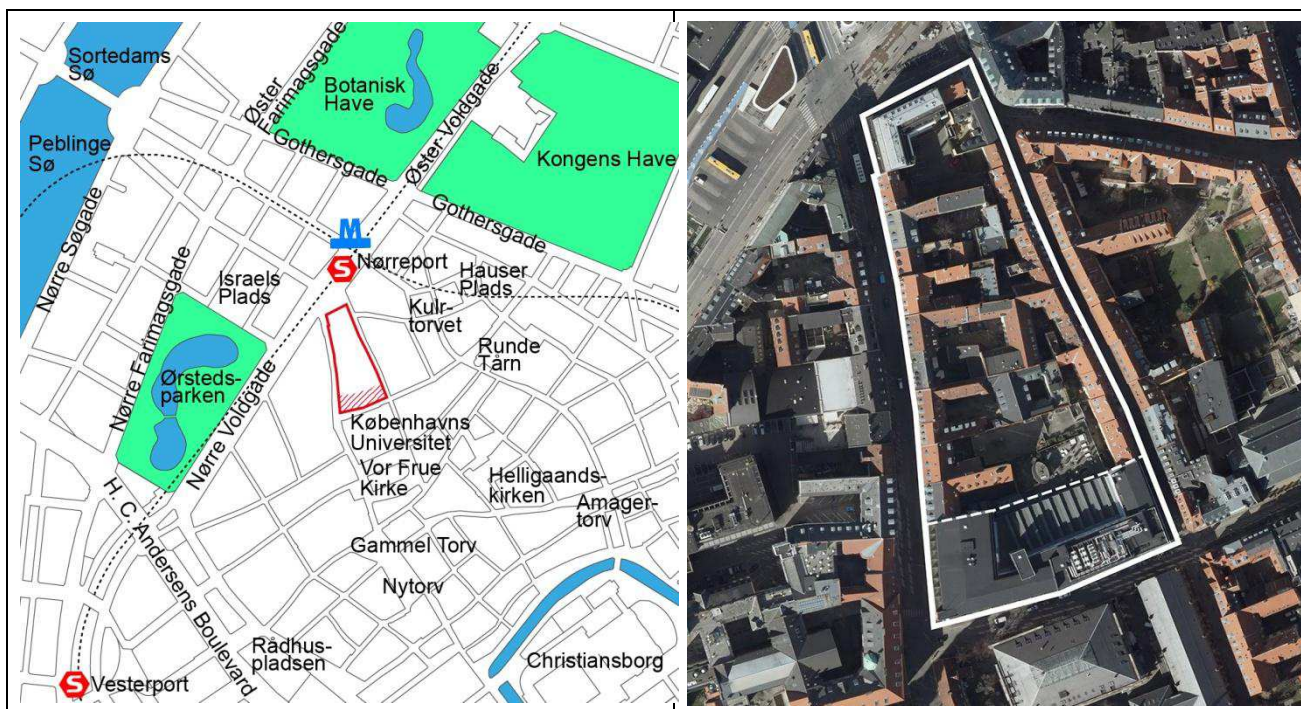 Sortedams
Sø
Peblinge
Sø
Øster
Farimagsgade
Botanisk
Have
Øster Voldgade
Kongens Have
Gothersgade
Gothersgade
Nørre Søgade
M
S
Nørreport
Israels
Plads
Hauser
Plads
Kulr-
torvet
Nørre Farimagsgade
Runde
Tårn
Ørsteds-
parken
Nørre Voldgade
Københavns
Universitet
Vor Frue
Kirke
Helligaands-
kirken
Amager-
torv
H. C. Andersens Boulevard
Gammel Torv
Nytorv
Rådhus-
pladsen
Christiansborg
S
Vesterport